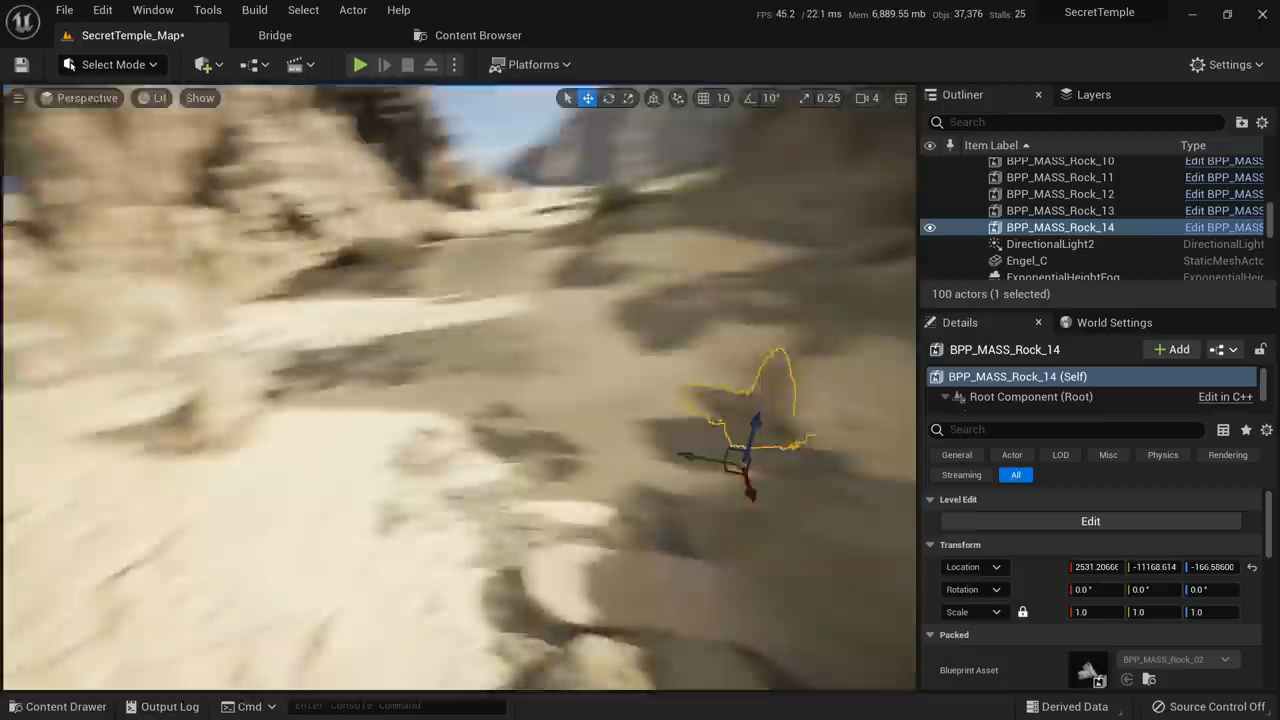 File Edit Window Tools Build Select Actor Help
FPS: 45.2 / 22.1 ms Mem: 6,889.55 mb Objs: 37,376 Stalls: 25
SecretTemple
SecretTemple_Map•
Bridge
Content Browser
Select Mode
Platforms
Settings
Perspective
Lit
Show
10
10°
0.25
4
Outliner
Layers
Search
Item Label
Type
BPP_MASS_Rock_10 Edit BPP_MASS
BPP_MASS_Rock_11 Edit BPP_MASS
BPP_MASS_Rock_12 Edit BPP_MASS
BPP_MASS_Rock_13 Edit BPP_MASS
BPP_MASS_Rock_14 Edit BPP_MASS
DirectionalLight2 DirectionalLight
Engel_C StaticMeshActo
ExponentialHeightFog ExponentialHeig
100 actors (1 selected)
Details
World Settings
BPP_MASS_Rock_14
Add
BPP_MASS_Rock_14 (Self)
Root Component (Root) Edit in C++
Search
General Actor LOD Misc Physics Rendering
Streaming All
Level Edit
Edit
Transform
Location 2531.2066 -11168.614 -166.58600
Rotation 0.0° 0.0° 0.0°
Scale 1.0 1.0 1.0
Packed
Blueprint Asset
BPP_MASS_Rock_02
Content Drawer
Output Log
Cmd
Enter Console Command
Derived Data
Source Control Off